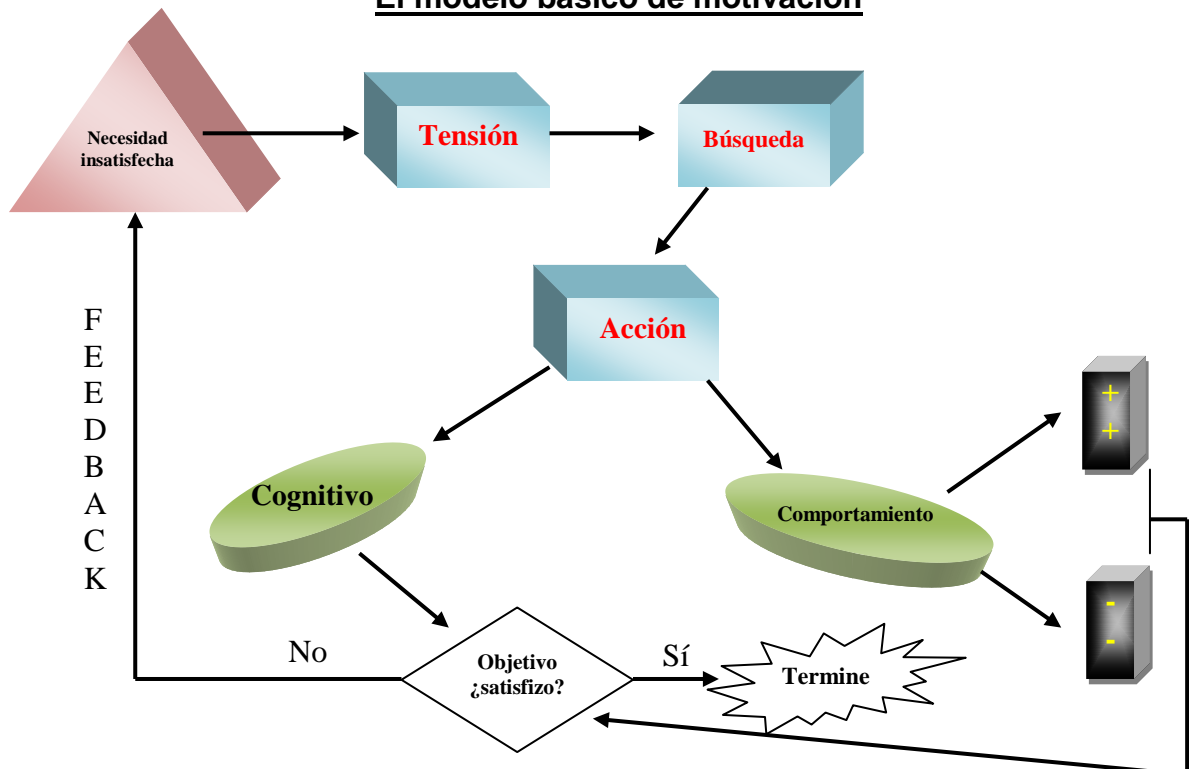 El modelo básico de motivación
Necesidad
insatisfecha
Tensión
Búsqueda
Acción
F
E
E
D
B
A
C
K
+
+
Cognitivo
Comportamiento
-
-
No
Objetivo
¿satisfizo?
Sí
Termine